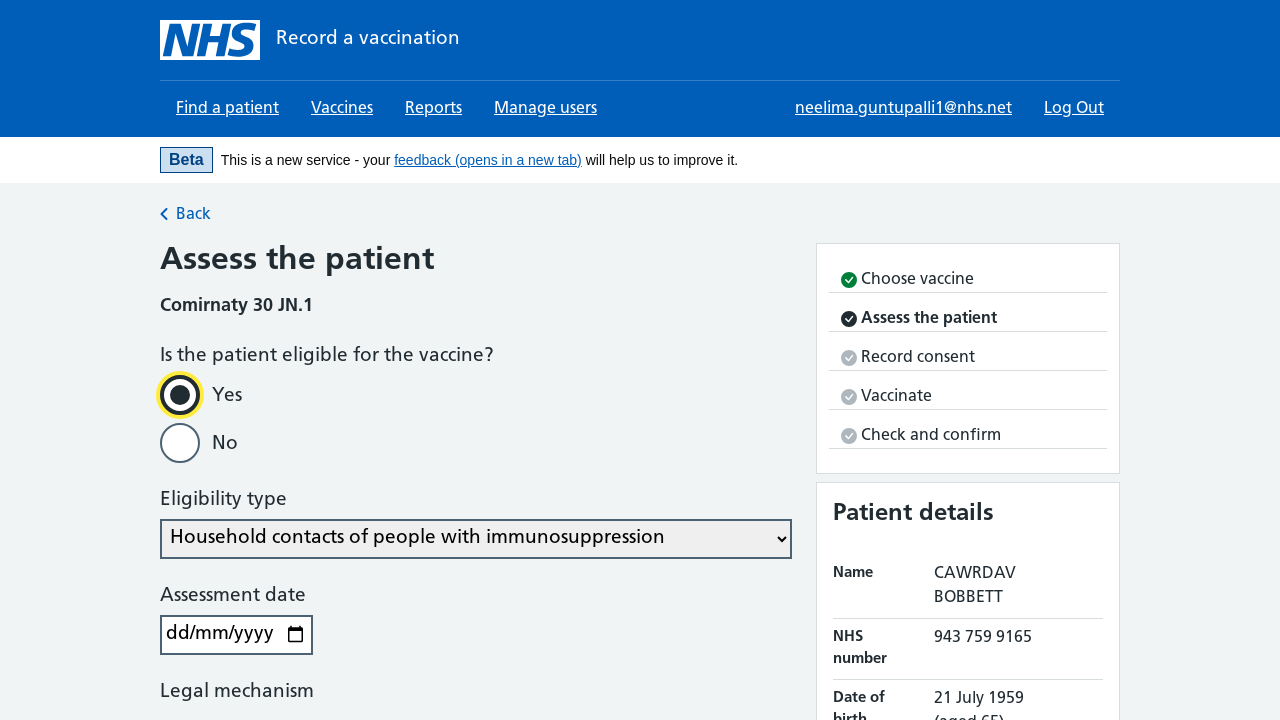 NHS Record a vaccination
Find a patient Vaccines Reports Manage users neelima.guntupalli1@nhs.net Log Out
Beta This is a new service - your feedback (opens in a new tab) will help us to improve it.
Back
Assess the patient
Comirnaty 30 JN.1
Is the patient eligible for the vaccine?
Yes
No
Eligibility type
Household contacts of people with immunosuppression
Assessment date
dd/mm/yyyy
Legal mechanism
Choose vaccine
Assess the patient
Record consent
Vaccinate
Check and confirm
Patient details
Name CAWRDAV
BOBBETT
NHS 943 759 9165
number
Date of 21 July 1959
birth (aged 65)